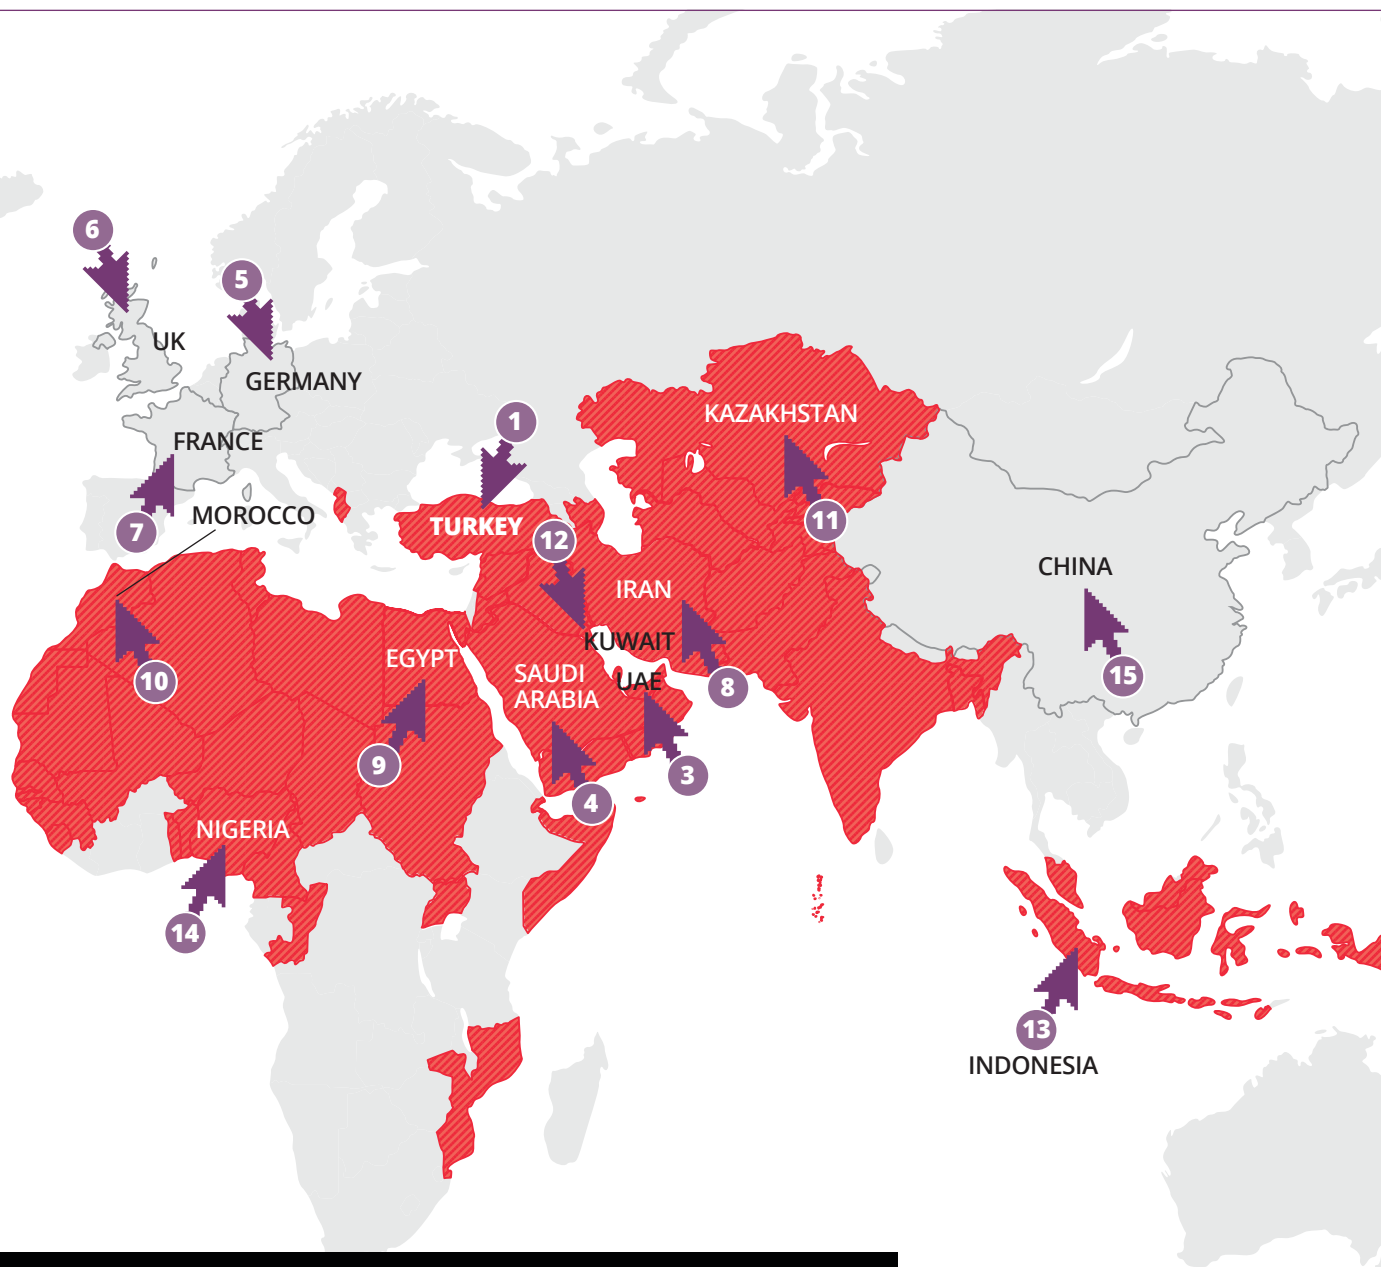 6
5
UK
GERMANY
1
KAZAKHSTAN
FRANCE
MOROCCO
7
TURKEY
12
11
CHINA
IRAN
KUWAIT
EGYPT
SAUDI
ARABIA
UAE
10
8
15
9
3
4
NIGERIA
14
13
INDONESIA